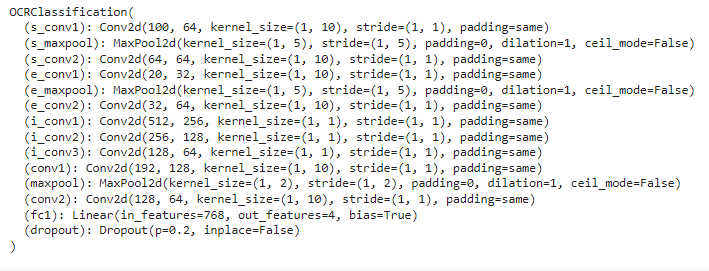 OCRClassification(
  (s_conv1): Conv2d(100, 64, kernel_size=(1, 10), stride=(1, 1), padding=same)
  (s_maxpool): MaxPool2d(kernel_size=(1, 5), stride=(1, 5), padding=0, dilation=1, ceil_mode=False)
  (s_conv2): Conv2d(64, 64, kernel_size=(1, 10), stride=(1, 1), padding=same)
  (e_conv1): Conv2d(20, 32, kernel_size=(1, 10), stride=(1, 1), padding=same)
  (e_maxpool): MaxPool2d(kernel_size=(1, 5), stride=(1, 5), padding=0, dilation=1, ceil_mode=False)
  (e_conv2): Conv2d(32, 64, kernel_size=(1, 10), stride=(1, 1), padding=same)
  (i_conv1): Conv2d(512, 256, kernel_size=(1, 1), stride=(1, 1), padding=same)
  (i_conv2): Conv2d(256, 128, kernel_size=(1, 1), stride=(1, 1), padding=same)
  (i_conv3): Conv2d(128, 64, kernel_size=(1, 1), stride=(1, 1), padding=same)
  (conv1): Conv2d(192, 128, kernel_size=(1, 10), stride=(1, 1), padding=same)
  (maxpool): MaxPool2d(kernel_size=(1, 2), stride=(1, 2), padding=0, dilation=1, ceil_mode=False)
  (conv2): Conv2d(128, 64, kernel_size=(1, 10), stride=(1, 1), padding=same)
  (fc1): Linear(in_features=768, out_features=4, bias=True)
  (dropout): Dropout(p=0.2, inplace=False)
)